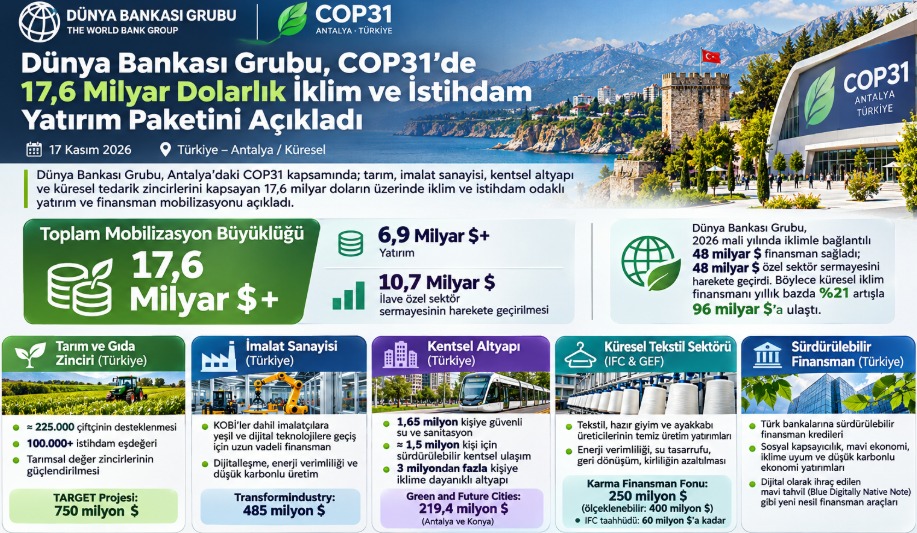 DÜNYA BANKASI GRUBU
THE WORLD BANK GROUP
COP31
ANTALYA · TÜRKİYE
Dünya Bankası Grubu, COP31’de
17,6 Milyar Dolarlık İklim ve İstihdam
Yatırım Paketini Açıkladı
17 Kasım 2026
Türkiye – Antalya / Küresel
COP31
ANTALYA
TÜRKİYE
Dünya Bankası Grubu, Antalya’daki COP31 kapsamında; tarım, imalat sanayisi, kentsel altyapı
ve küresel tedarik zincirlerini kapsayan 17,6 milyar doların üzerinde iklim ve istihdam odaklı
yatırım ve finansman mobilizasyonu açıkladı.
Toplam Mobilizasyon Büyüklüğü
17,6
Milyar $+
6,9 Milyar $+
Yatırım
10,7 Milyar $
İlave özel sektör
sermayesinin harekete geçirilmesi
Dünya Bankası Grubu,
2026 mali yılında iklimle bağlantılı
48 milyar $ finansman sağladı;
48 milyar $ özel sektör sermayesini
harekete geçirdi. Böylece küresel iklim
finansmanı yıllık bazda %21 artışla
96 milyar $’a ulaştı.
Tarım ve Gıda
Zinciri (Türkiye)
≈ 225.000 çiftçinin desteklenmesi
100.000+ istihdam eşdeğeri
Tarımsal değer zincirlerinin
güçlendirilmesi
TARGET Projesi:
750 milyon $
İmalat Sanayisi
(Türkiye)
KOBİ’ler dahil imalatçılara
yeşil ve dijital teknolojilere geçiş
için uzun vadeli finansman
Dijitalleşme, enerji verimliliği ve
düşük karbonlu üretim
Transformindustry:
485 milyon $
Kentsel Altyapı
(Türkiye)
1,65 milyon kişiye güvenli
su ve sanitasyon
≈ 1,5 milyon kişi için
sürdürülebilir kentsel ulaşım
3 milyondan fazla kişiye
iklime dayanıklı altyapı
Green and Future Cities:
219,4 milyon $
(Antalya ve Konya)
Küresel Tekstil Sektörü
(IFC & GEF)
Tekstil, hazır giyim ve ayakkabı
üreticilerinin temiz üretim yatırımları
Enerji verimliliği, su tasarrufu,
geri dönüşüm, kirliliğin azaltılması
Karma Finansman Fonu:
250 milyon $
(ölçeklenebilir: 400 milyon $)
IFC taahhüdü: 60 milyon $’a kadar
Sürdürülebilir
Finansman (Türkiye)
Türk bankalarına sürdürülebilir
finansman kredileri
Sosyal kapsayıcılık, mavi ekonomi,
iklime uyum ve düşük karbonlu
ekonomi yatırımları
Dijital olarak ihraç edilen
mavi tahvil (Blue Digitally Native Note)
gibi yeni nesil finansman araçları